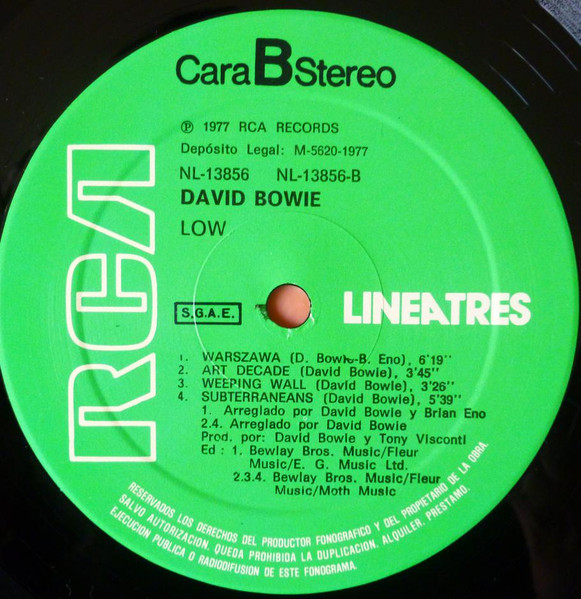 Cara B Stereo
℗ 1977 RCA RECORDS
Depósito Legal: M-5620-1977
NL-13856 NL-13856-B
DAVID BOWIE
LOW
RCA
S.G.A.E.
LINEATRES
1. WARSZAWA (D. Bowie-B. Eno), 6'19''
2. ART DECADE (David Bowie), 3'45''
3. WEEPING WALL (David Bowie), 3'26''
4. SUBTERRANEANS (David Bowie), 5'39''
1. Arreglado por David Bowie y Brian Eno
2.4. Arreglado por David Bowie
Prod. por: David Bowie y Tony Visconti
Ed : 1. Bewlay Bros. Music/Fleur
Music/E. G. Music Ltd.
2.3.4. Bewlay Bros. Music/Fleur
Music/Moth Music
RESERVADOS LOS DERECHOS DEL PRODUCTOR FONOGRAFICO Y DEL PROPIETARIO DE LA OBRA.
SALVO AUTORIZACION. QUEDA PROHIBIDA LA DUPLICACION. ALQUILER. PRESTAMO.
EJECUCION PUBLICA O RADIODIFUSION DE ESTE FONOGRAMA.